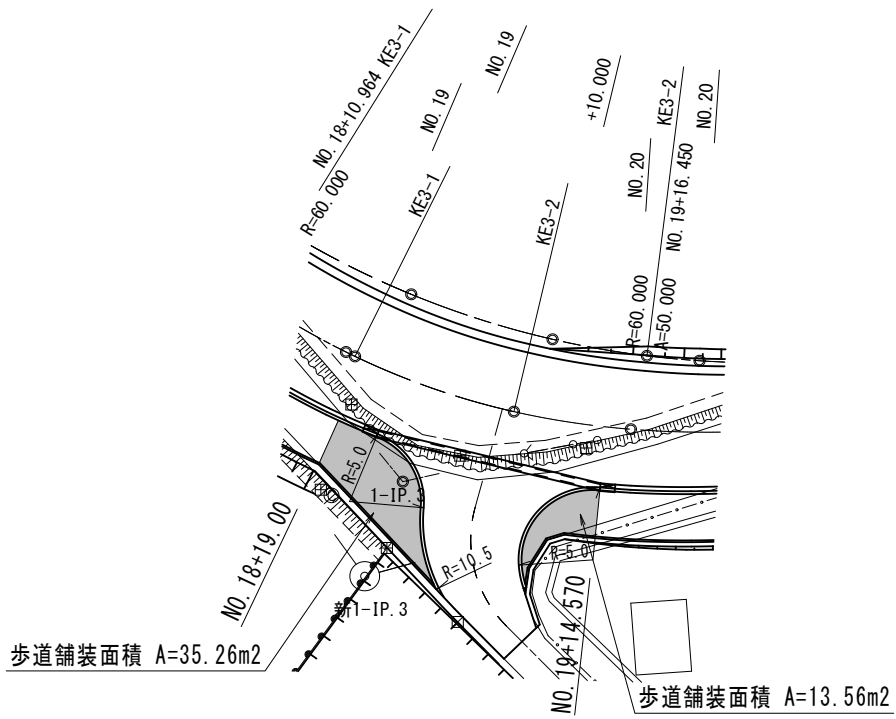 NO.18+10.964 KE3-1
R=60.000
NO.19
NO.19
KE3-1
KE3-2
+10.000
NO.20
NO.19+16.450 KE3-2
NO.20
R=60.000
A=50.000
R=5.0
1-IP.3
R=10.5
R=5.0
NO.18+19.00
新1-IP.3
NO.19+14.570
歩道舗装面積 A=35.26m2
歩道舗装面積 A=13.56m2